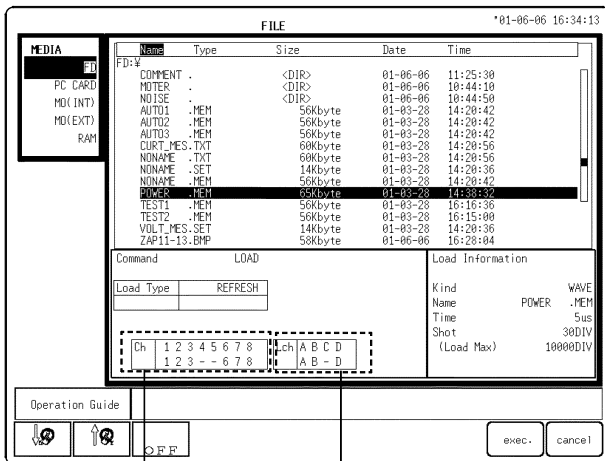 FILE
'01-06-06 16:34:13
MEDIA
FD
PC CARD
MO(INT)
MO(EXT)
RAM
Name Type Size Date Time
FD:¥
COMMENT . <DIR> 01-06-06 11:25:30
MOTER . <DIR> 01-06-06 10:44:10
NOISE . <DIR> 01-06-06 10:44:50
AUTO1 .MEM 56Kbyte 01-03-28 14:20:42
AUTO2 .MEM 56Kbyte 01-03-28 14:20:42
AUTO3 .MEM 56Kbyte 01-03-28 14:20:42
CURT_MES.TXT 60Kbyte 01-03-28 14:20:56
NONAME .TXT 60Kbyte 01-03-28 14:20:56
NONAME .SET 14Kbyte 01-03-28 14:20:36
NONAME .MEM 56Kbyte 01-03-28 14:20:42
POWER .MEM 65Kbyte 01-03-28 14:38:32
TEST1 .MEM 56Kbyte 01-03-28 16:16:36
TEST2 .MEM 56Kbyte 01-03-28 16:15:00
VOLT_MES.SET 14Kbyte 01-03-28 14:20:36
ZAP11-13.BMP 58Kbyte 01-06-06 16:28:04
Command LOAD
Load Type REFRESH
Ch 1 2 3 4 5 6 7 8
1 2 3 - - 6 7 8
Lch A B C D
A B - D
Load Information
Kind WAVE
Name POWER .MEM
Time 5us
Shot 30DIV
(Load Max) 10000DIV
Operation Guide
OFF
exec.
cancel